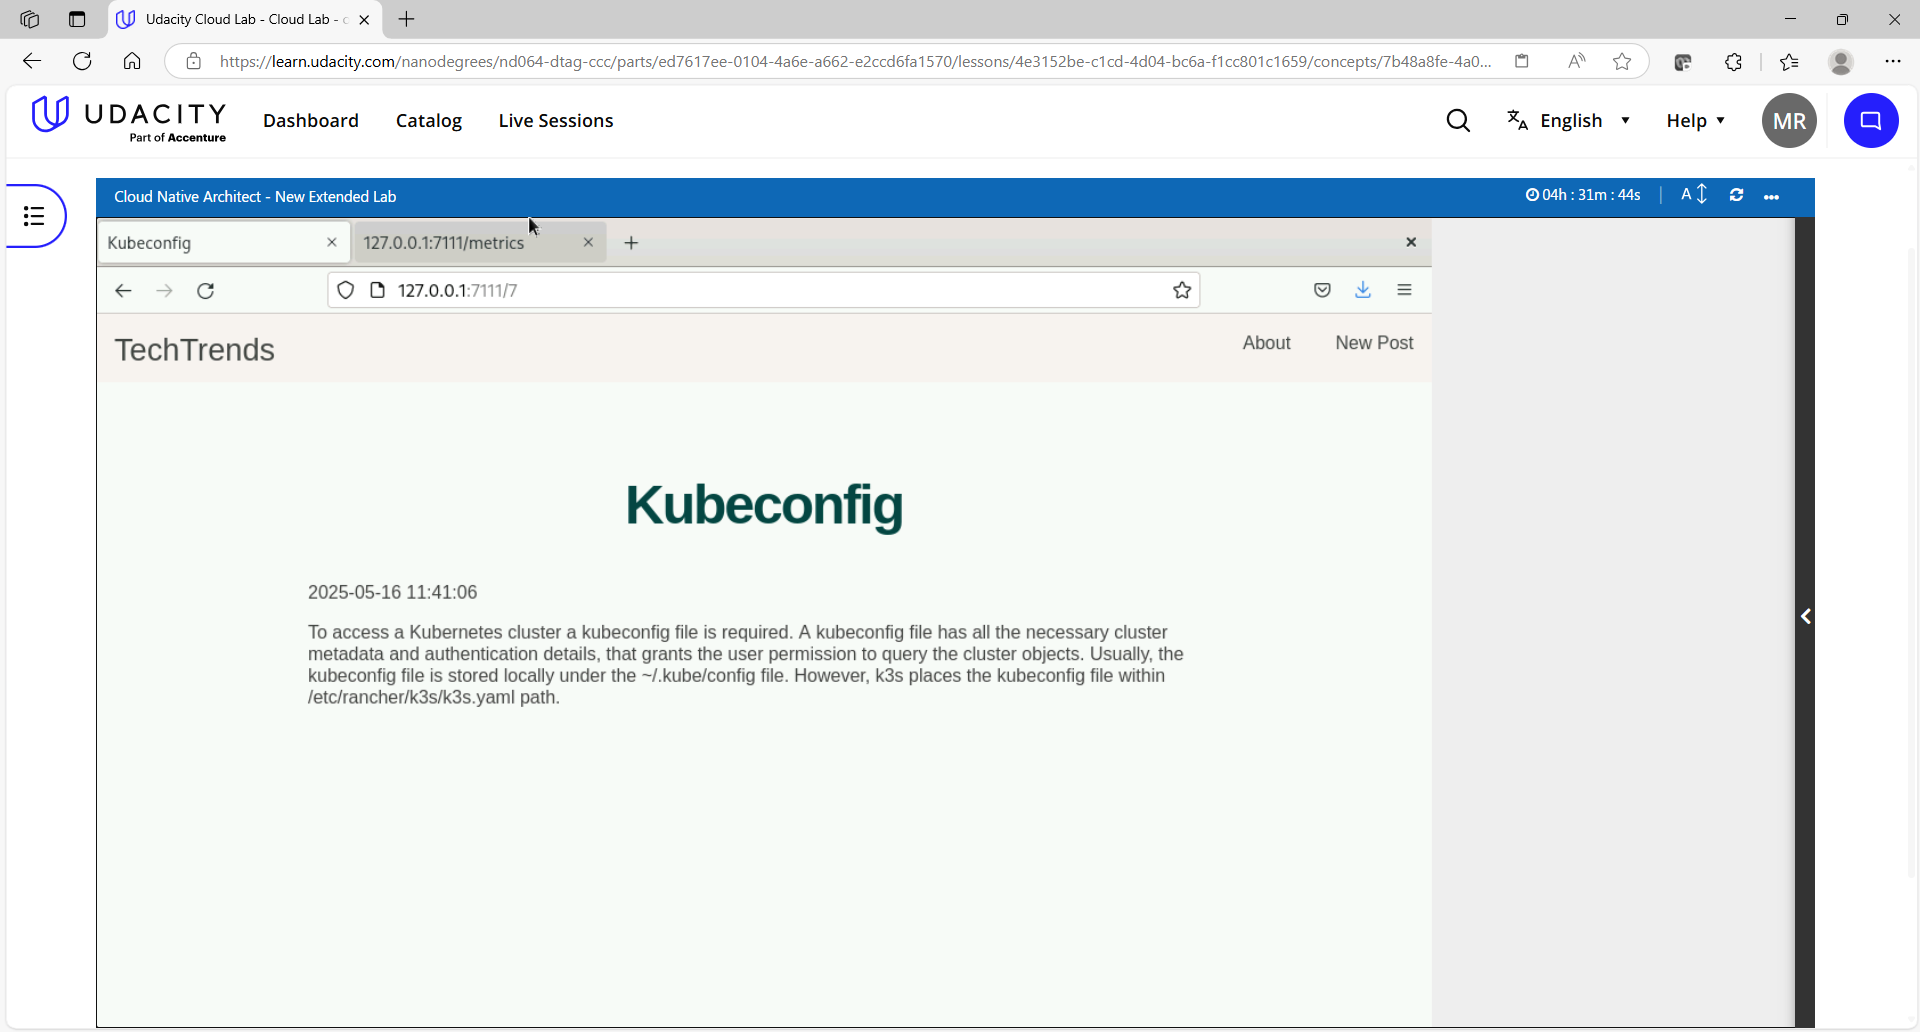 Udacity Cloud Lab - Cloud Lab -
https://learn.udacity.com/nanodegrees/nd064-dtag-ccc/parts/ed7617ee-0104-4a6e-a662-e2ccd6fa1570/lessons/4e3152be-c1cd-4d04-bc6a-f1cc801c1659/concepts/7b48a8fe-4a0...
UDACITY
Part of Accenture
Dashboard Catalog Live Sessions
English Help MR
Cloud Native Architect - New Extended Lab
04h : 31m : 44s A
Kubeconfig 127.0.0.1:7111/metrics
127.0.0.1:7111/7
TechTrends
About New Post
Kubeconfig
2025-05-16 11:41:06
To access a Kubernetes cluster a kubeconfig file is required. A kubeconfig file has all the necessary cluster
metadata and authentication details, that grants the user permission to query the cluster objects. Usually, the
kubeconfig file is stored locally under the ~/.kube/config file. However, k3s places the kubeconfig file within
/etc/rancher/k3s/k3s.yaml path.